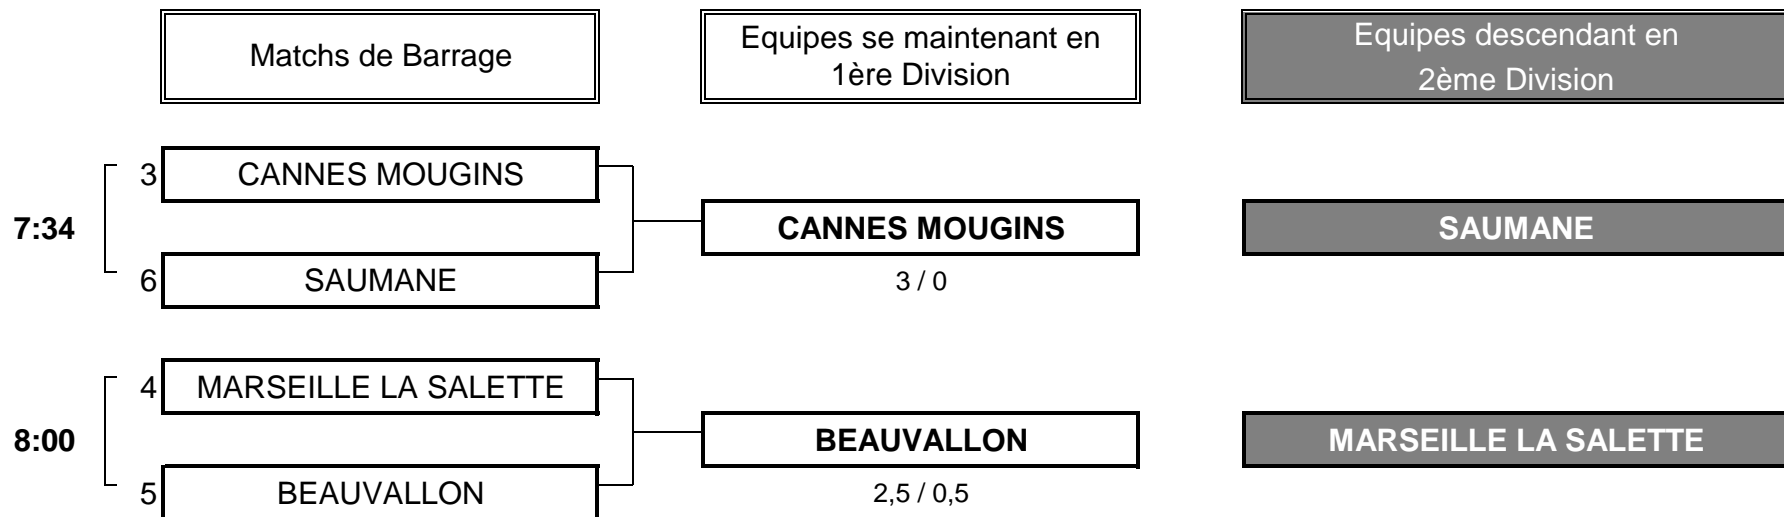 Matchs de Barrage
Equipes se maintenant en
1ère Division
Equipes descendant en
2ème Division
3 CANNES MOUGINS
7:34
CANNES MOUGINS
SAUMANE
6 SAUMANE
3 / 0
4 MARSEILLE LA SALETTE
8:00
BEAUVALLON
MARSEILLE LA SALETTE
5 BEAUVALLON
2,5 / 0,5